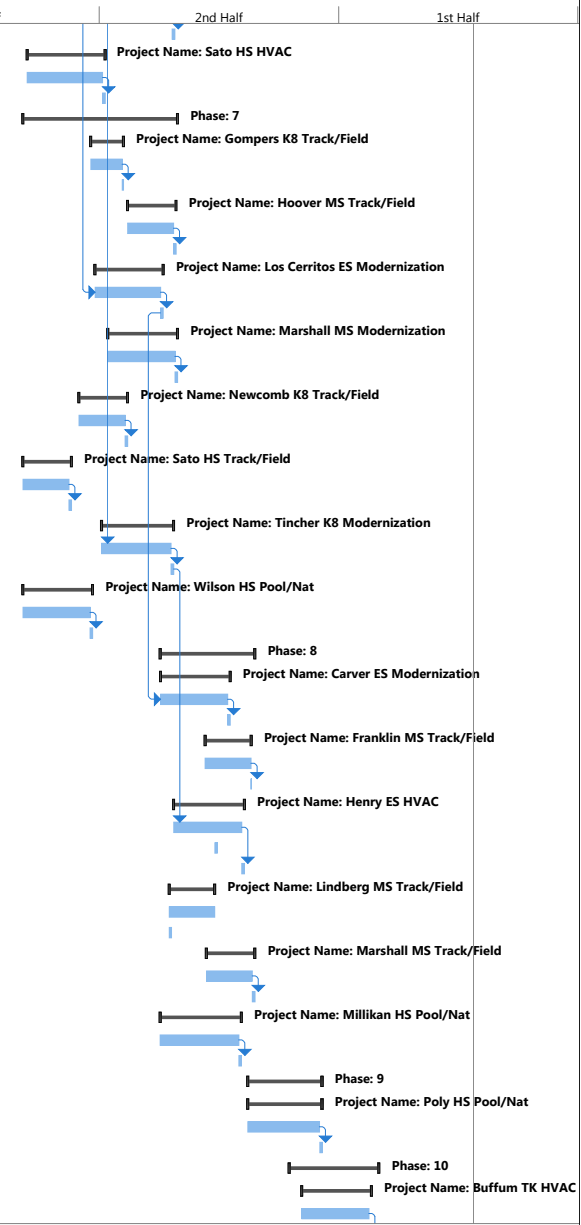 2nd Half 1st Half
Project Name: Sato HS HVAC
Phase: 7
Project Name: Gompers K8 Track/Field
Project Name: Hoover MS Track/Field
Project Name: Los Cerritos ES Modernization
Project Name: Marshall MS Modernization
Project Name: Newcomb K8 Track/Field
Project Name: Sato HS Track/Field
Project Name: Tincher K8 Modernization
Project Name: Wilson HS Pool/Nat
Phase: 8
Project Name: Carver ES Modernization
Project Name: Franklin MS Track/Field
Project Name: Henry ES HVAC
Project Name: Lindberg MS Track/Field
Project Name: Marshall MS Track/Field
Project Name: Millikan HS Pool/Nat
Phase: 9
Project Name: Poly HS Pool/Nat
Phase: 10
Project Name: Buffum TK HVAC